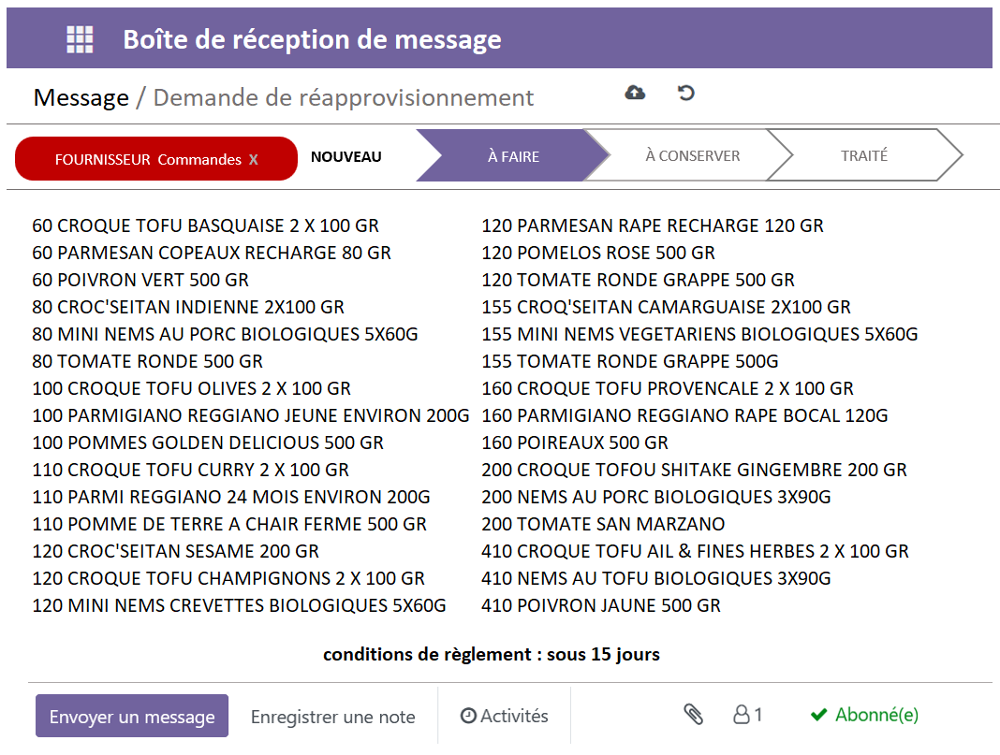 Boîte de réception de message
Message / Demande de réapprovisionnement
FOURNISSEUR Commandes X
NOUVEAU
À FAIRE
À CONSERVER
TRAITÉ
60 CROQUE TOFU BASQUAISE 2 X 100 GR
60 PARMESAN COPEAUX RECHARGE 80 GR
60 POIVRON VERT 500 GR
80 CROC'SEITAN INDIENNE 2X100 GR
80 MINI NEMS AU PORC BIOLOGIQUES 5X60G
80 TOMATE RONDE 500 GR
100 CROQUE TOFU OLIVES 2 X 100 GR
100 PARMIGIANO REGGIANO JEUNE ENVIRON 200G
100 POMMES GOLDEN DELICIOUS 500 GR
110 CROQUE TOFU CURRY 2 X 100 GR
110 PARMI REGGIANO 24 MOIS ENVIRON 200G
110 POMME DE TERRE A CHAIR FERME 500 GR
120 CROC'SEITAN SESAME 200 GR
120 CROQUE TOFU CHAMPIGNONS 2 X 100 GR
120 MINI NEMS CREVETTES BIOLOGIQUES 5X60G
120 PARMESAN RAPE RECHARGE 120 GR
120 POMELOS ROSE 500 GR
120 TOMATE RONDE GRAPPE 500 GR
155 CROQ'SEITAN CAMARGUAISE 2X100 GR
155 MINI NEMS VEGETARIENS BIOLOGIQUES 5X60G
155 TOMATE RONDE GRAPPE 500G
160 CROQUE TOFU PROVENCALE 2 X 100 GR
160 PARMIGIANO REGGIANO RAPE BOCAL 120G
160 POIREAUX 500 GR
200 CROQUE TOFOU SHITAKE GINGEMBRE 200 GR
200 NEMS AU PORC BIOLOGIQUES 3X90G
200 TOMATE SAN MARZANO
410 CROQUE TOFU AIL & FINES HERBES 2 X 100 GR
410 NEMS AU TOFU BIOLOGIQUES 3X90G
410 POIVRON JAUNE 500 GR
conditions de règlement : sous 15 jours
Envoyer un message
Enregistrer une note
Activités
1
Abonné(e)